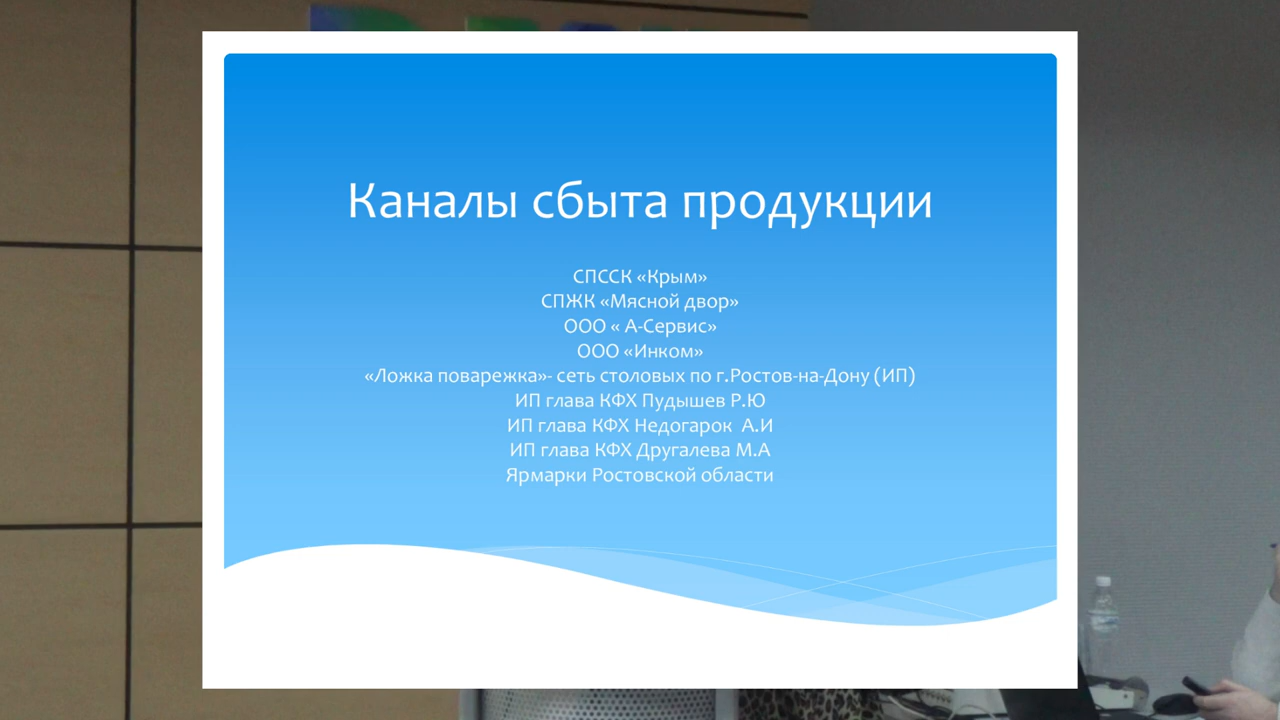 Каналы сбыта продукции
СПССК «Крым»
СПЖК «Мясной двор»
ООО « А-Сервис»
ООО «Инком»
«Ложка поварежка»- сеть столовых по г.Ростов-на-Дону (ИП)
ИП глава КФХ Пудышев Р.Ю
ИП глава КФХ Недогарок  А.И
ИП глава КФХ Другалева М.А
Ярмарки Ростовской области